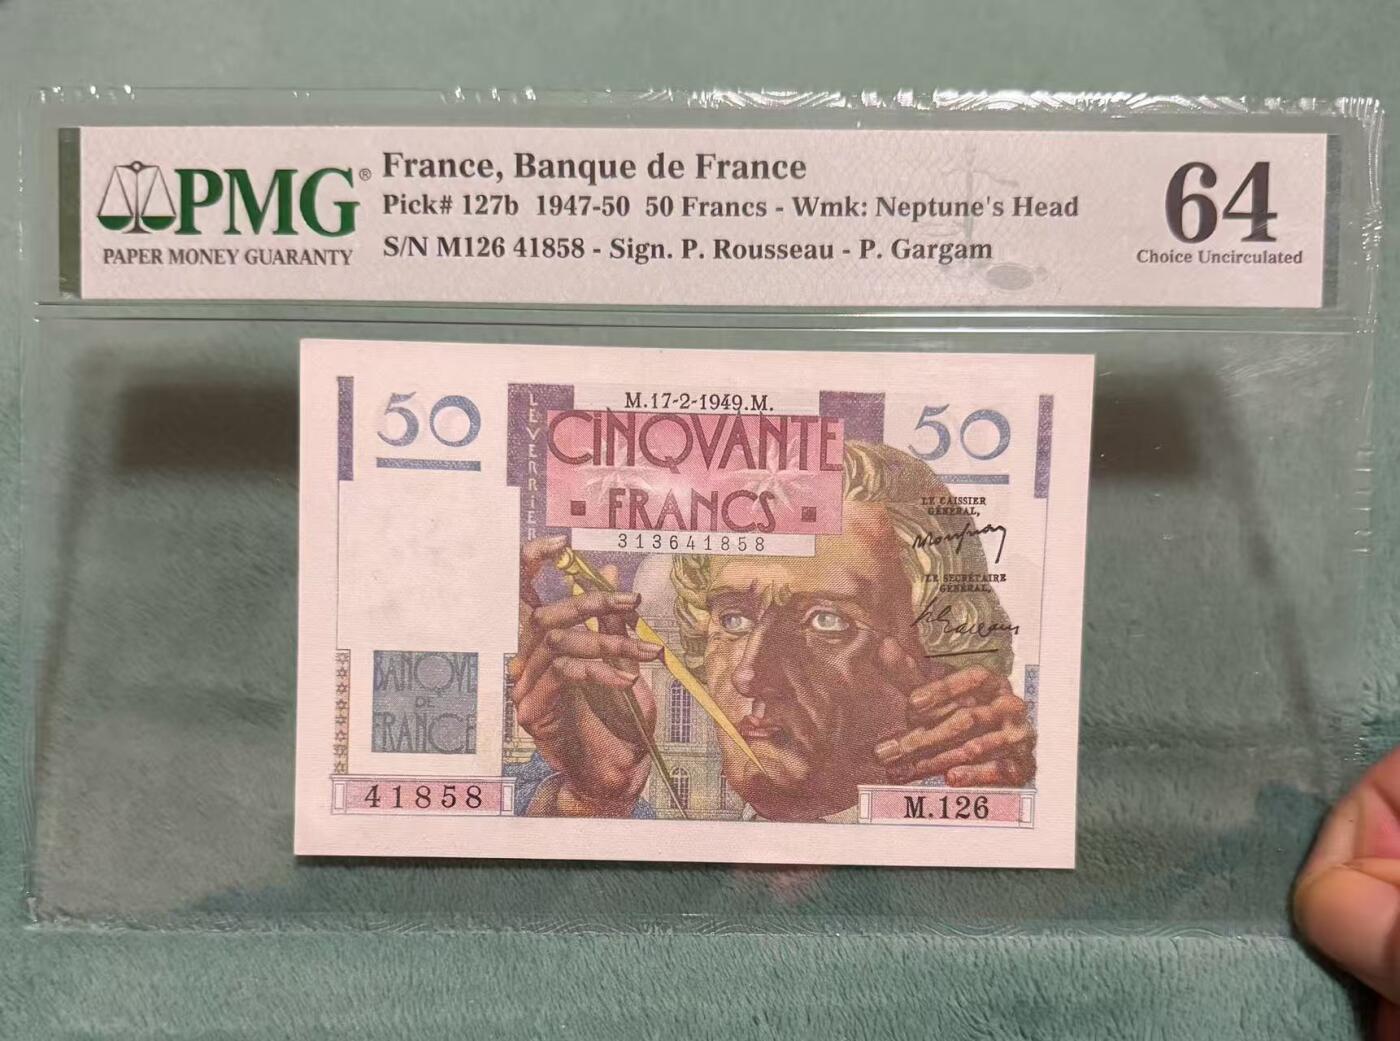 PMG®
PAPER MONEY GUARANTY
France, Banque de France
Pick# 127b 1947-50 50 Francs - Wmk: Neptune's Head
S/N M126 41858 - Sign. P. Rousseau - P. Gargam
64
Choice Uncirculated
50
LEVERRIER
M.17-2-1949.M.
CINQVANTE
FRANCS
313641858
50
LE CAISSIER
GÉNÉRAL,
LE SECRÉTAIRE
GÉNÉRAL,
BANQVE
DE
FRANCE
41858
M.126